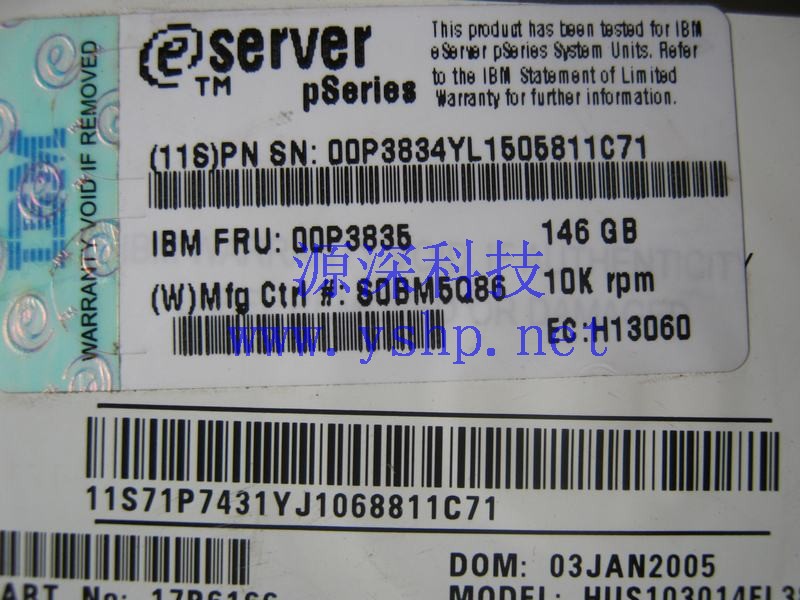 IBM
WARRANTY VOID IF REMOVED
e server
TM
pSeries
This product has been tested for IBM
eServer pSeries System Units. Refer
to the IBM Statement of Limited
Warranty for further information.
(11S)PN SN: 00P3834YL1505811C71
IBM FRU: 00P3835
146 GB
(W)Mfg Ctrl #: S0BM5Q86
10K rpm
EC:H13060
源深科技
www.yshp.net
11S71P7431YJ1068811C71
DOM: 03JAN2005